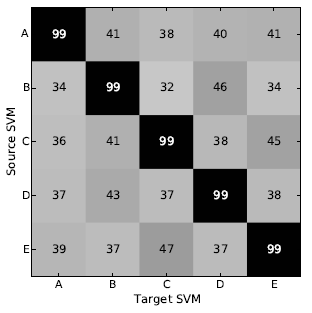 A 99 41 38 40 41
B 34 99 32 46 34
C 36 41 99 38 45
D 37 43 37 99 38
E 39 37 47 37 99
A B C D E
Target SVM
Source SVM